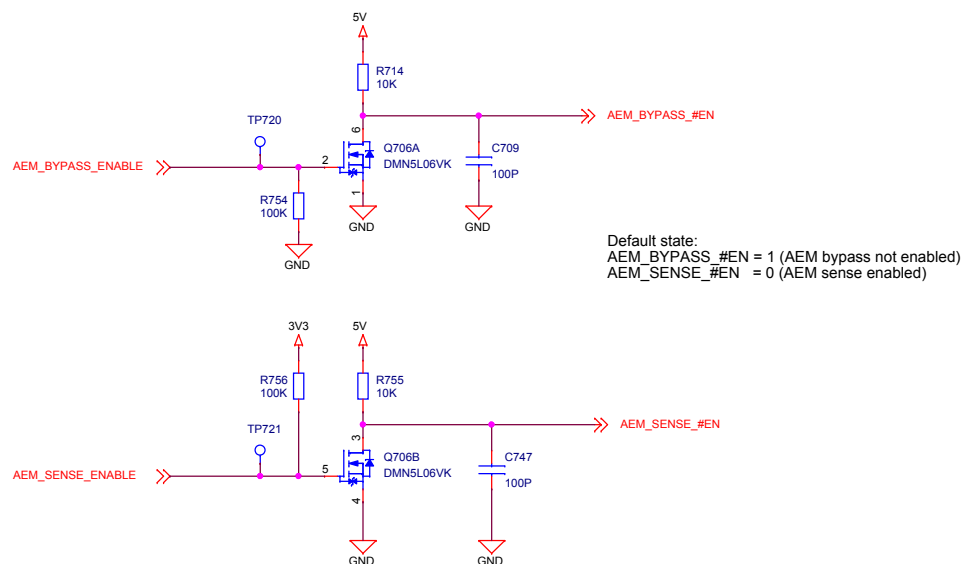 5V
R714
10K
TP720
AEM_BYPASS_#EN
6
Q706A
DMN5L06VK
C709
100P
AEM_BYPASS_ENABLE
2
1
R754
100K
GND
GND
GND
Default state:
AEM_BYPASS_#EN = 1 (AEM bypass not enabled)
AEM_SENSE_#EN = 0 (AEM sense enabled)
3V3
5V
R756
100K
R755
10K
TP721
AEM_SENSE_#EN
3
Q706B
DMN5L06VK
C747
100P
AEM_SENSE_ENABLE
5
4
GND
GND